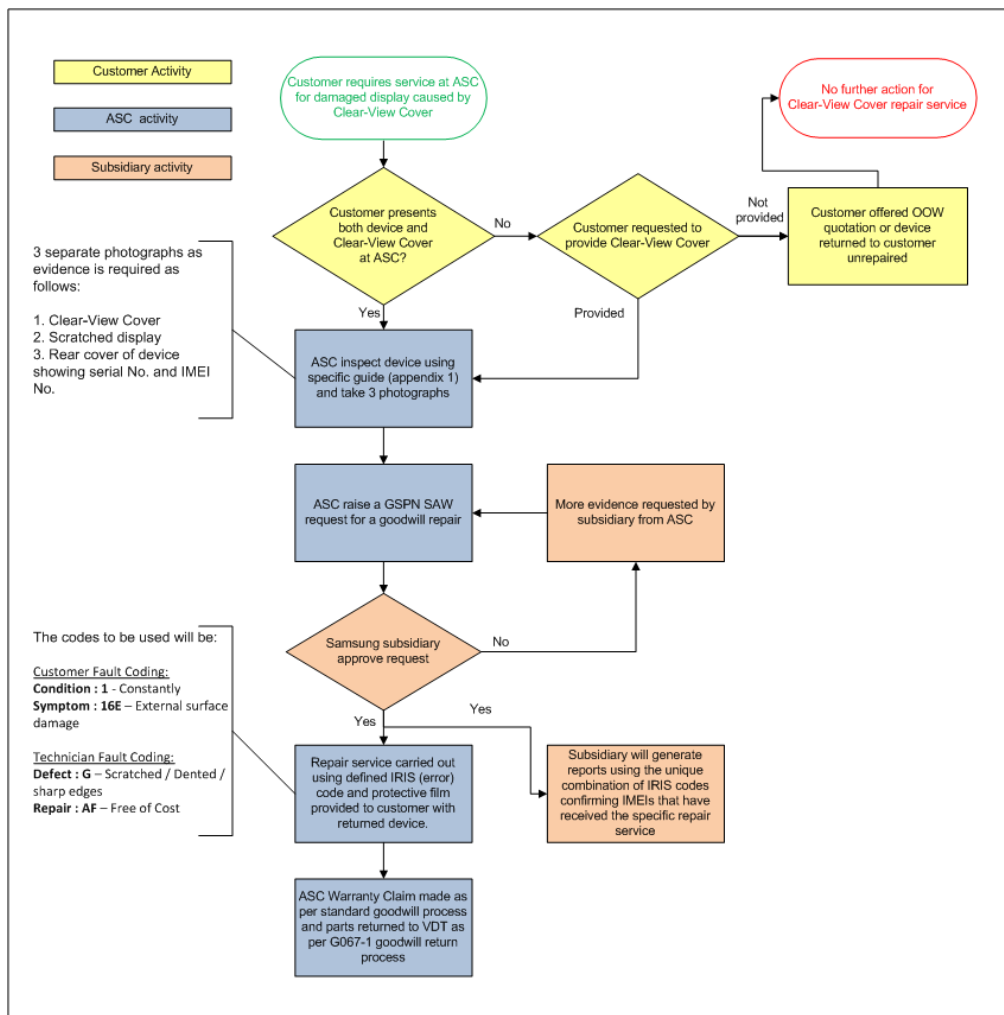 Customer Activity
ASC activity
Subsidiary activity
Customer requires service at ASC
for damaged display caused by
Clear-View Cover
No further action for
Clear-View Cover repair service
Customer presents
both device and
Clear-View Cover
at ASC?
No
Customer requested to
provide Clear-View Cover
Not
provided
Customer offered OOW
quotation or device
returned to customer
unrepaired
Yes
Provided
3 separate photographs as
evidence is required as
follows:
1. Clear-View Cover
2. Scratched display
3. Rear cover of device
showing serial No. and IMEI
No.
ASC inspect device using
specific guide (appendix 1)
and take 3 photographs
ASC raise a GSPN SAW
request for a goodwill repair
More evidence requested by
subsidiary from ASC
Samsung subsidiary
approve request
No
Yes
Yes
The codes to be used will be:
Customer Fault Coding:
Condition : 1 - Constantly
Symptom : 16E – External surface
damage
Technician Fault Coding:
Defect : G – Scratched / Dented /
sharp edges
Repair : AF – Free of Cost
Repair service carried out
using defined IRIS (error)
code and protective film
provided to customer with
returned device.
Subsidiary will generate
reports using the unique
combination of IRIS codes
confirming IMEIs that have
received the specific repair
service
ASC Warranty Claim made as
per standard goodwill process
and parts returned to VDT as
per G067-1 goodwill return
process